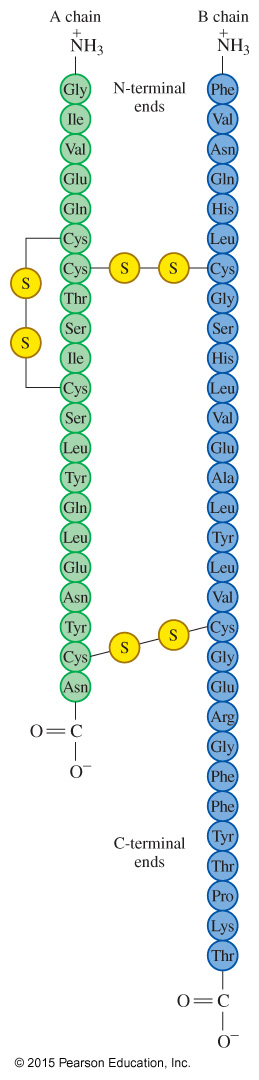 A chain
B chain
+
NH3
+
NH3
N-terminal
ends
Gly
Ile
Val
Glu
Gln
Cys
Cys
Thr
Ser
Ile
Cys
Ser
Leu
Tyr
Gln
Leu
Glu
Asn
Tyr
Cys
Asn
O=C
O−
S
S
S
S
S
S
Phe
Val
Asn
Gln
His
Leu
Cys
Gly
Ser
His
Leu
Val
Glu
Ala
Leu
Tyr
Leu
Val
Cys
Gly
Glu
Arg
Gly
Phe
Phe
Tyr
Thr
Pro
Lys
Thr
O=C
O−
C-terminal
ends
© 2015 Pearson Education, Inc.